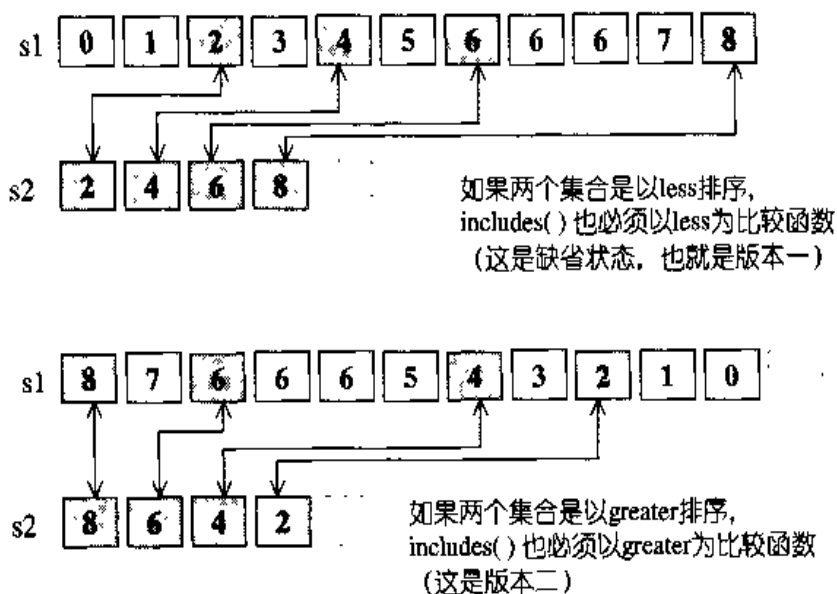 s1 0 1 2 3 4 5 6 6 6 7 8
s2 2 4 6 8
如果两个集合是以less排序，
includes( ) 也必须以less为比较函数
（这是缺省状态，也就是版本一）
s1 8 7 6 6 6 5 4 3 2 1 0
s2 8 6 4 2
如果两个集合是以greater排序，
includes( ) 也必须以greater为比较函数
（这是版本二）